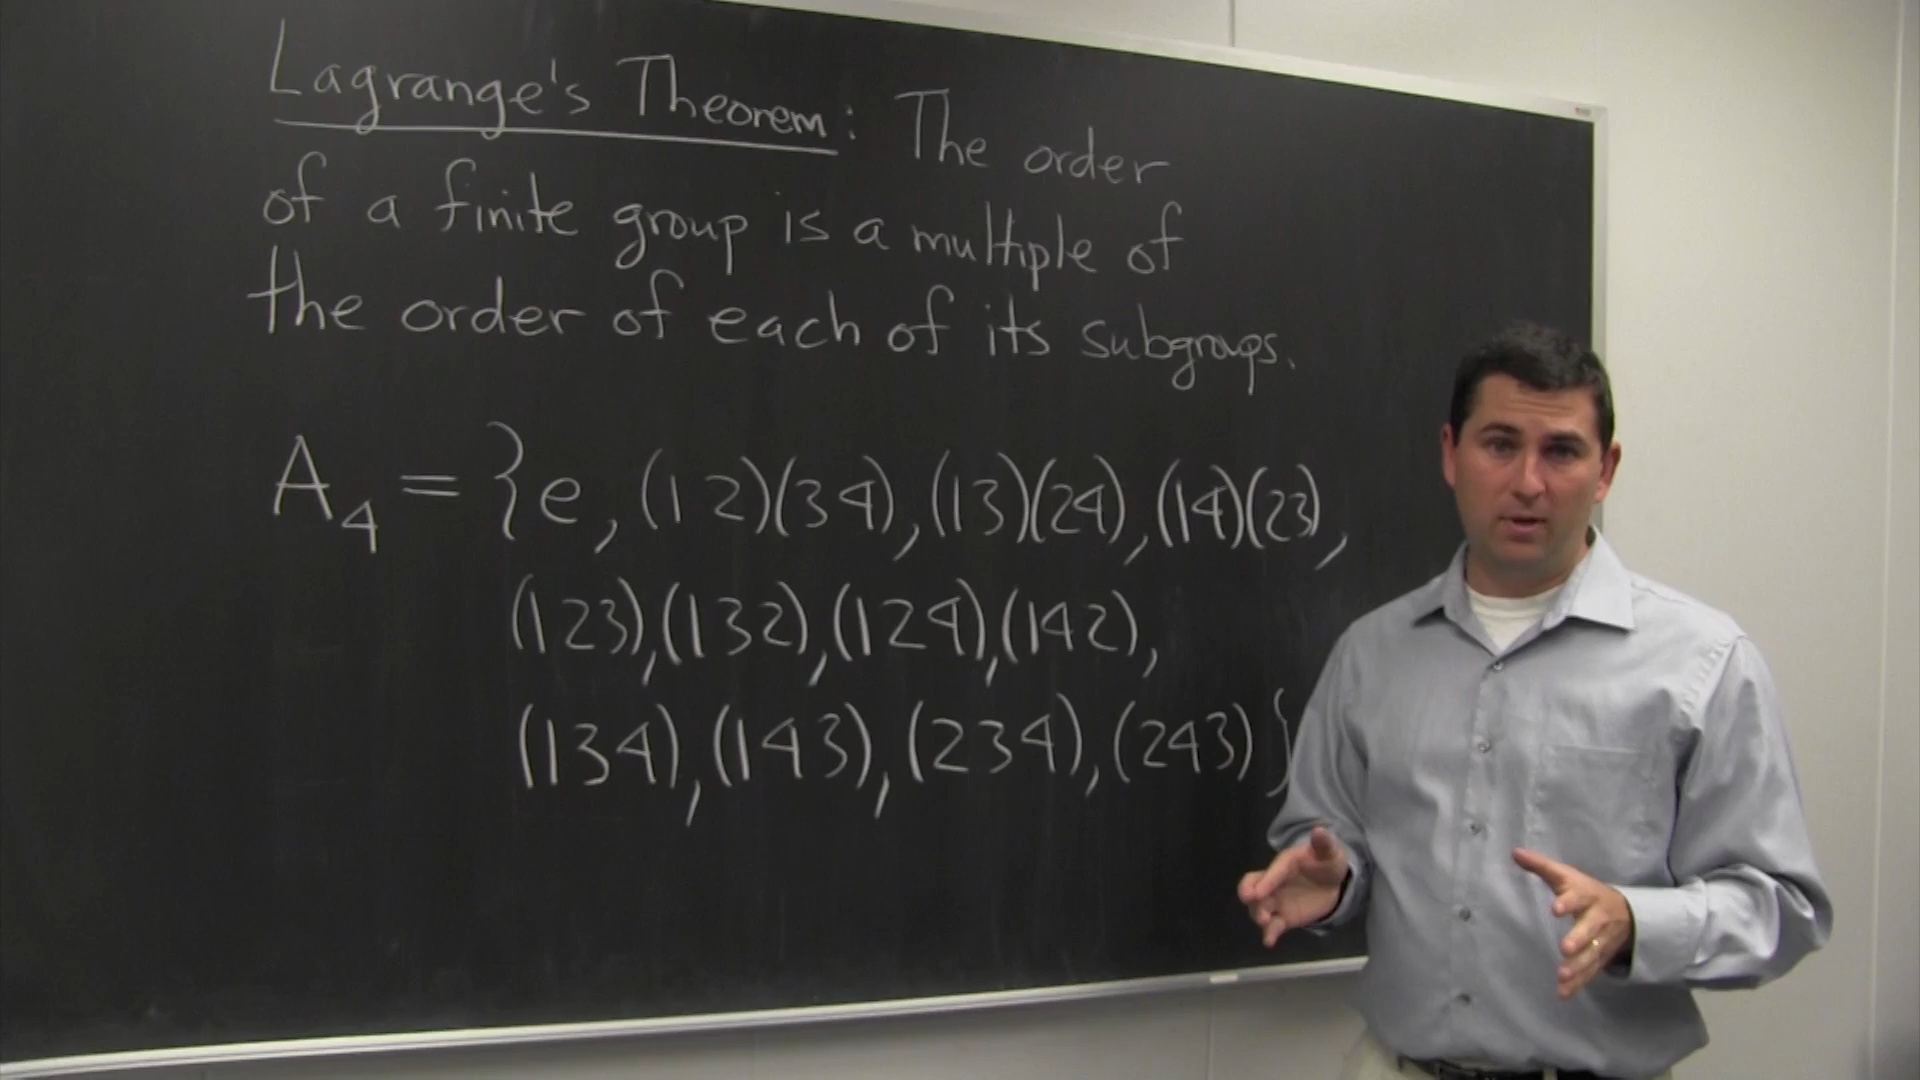 Lagrange's Theorem: The order
of a finite group is a multiple of
the order of each of its subgroups.
A₄ = {e, (12)(34), (13)(24), (14)(23),
(123), (132), (124), (142),
(134), (143), (234), (243)}